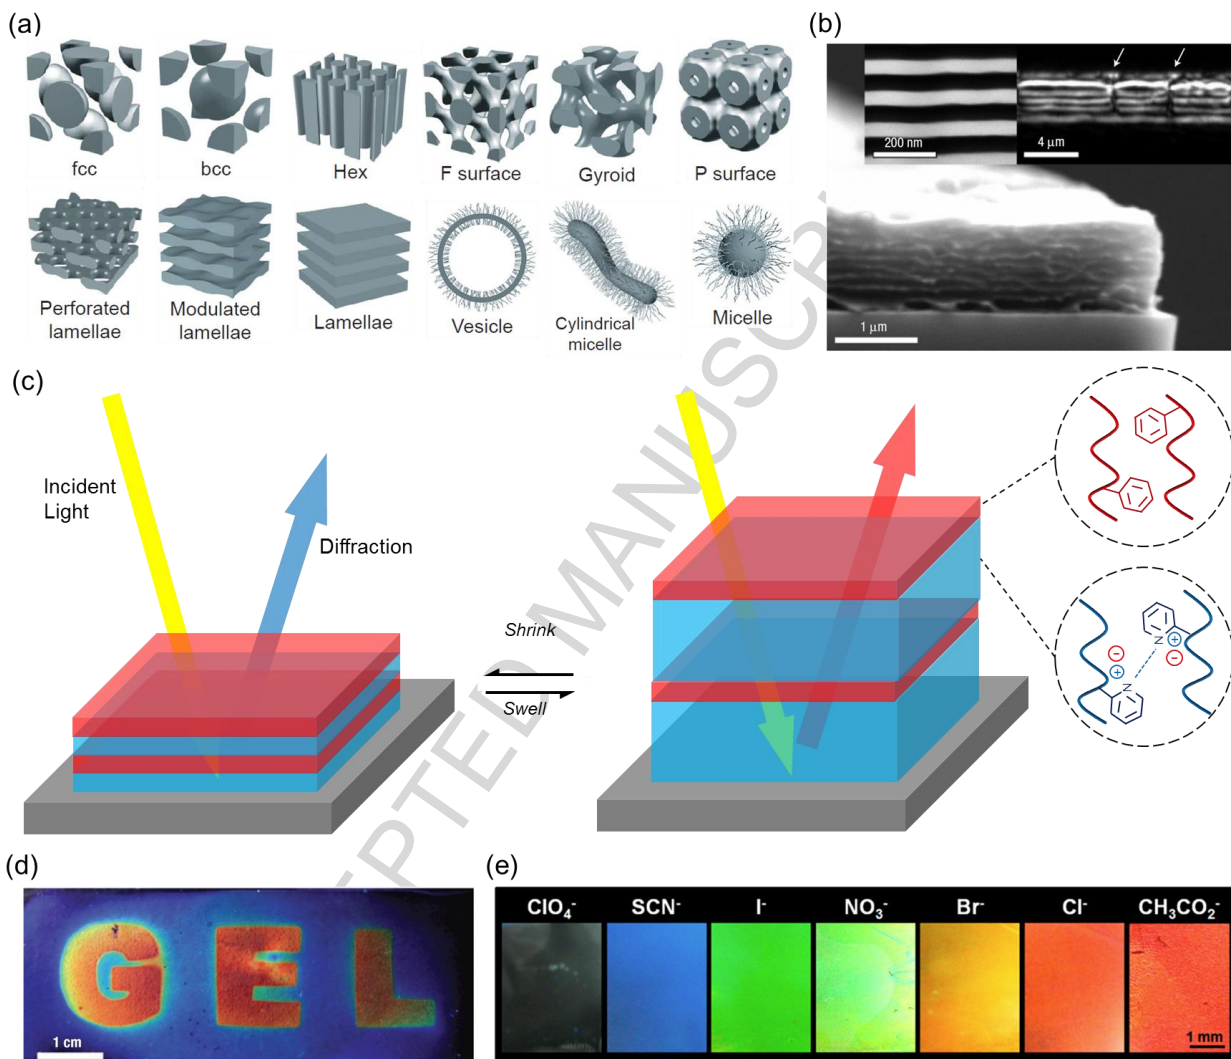 (a)
fcc
bcc
Hex
F surface
Gyroid
P surface
Perforated
lamellae
Modulated
lamellae
Lamellae
Vesicle
Cylindrical
micelle
Micelle
(b)
200 nm
4 μm
1 μm
(c)
Incident
Light
Diffraction
Shrink
Swell
N
N
(d)
GEL
1 cm
(e)
ClO₄⁻
SCN⁻
I⁻
NO₃⁻
Br⁻
Cl⁻
CH₃CO₂⁻
1 mm